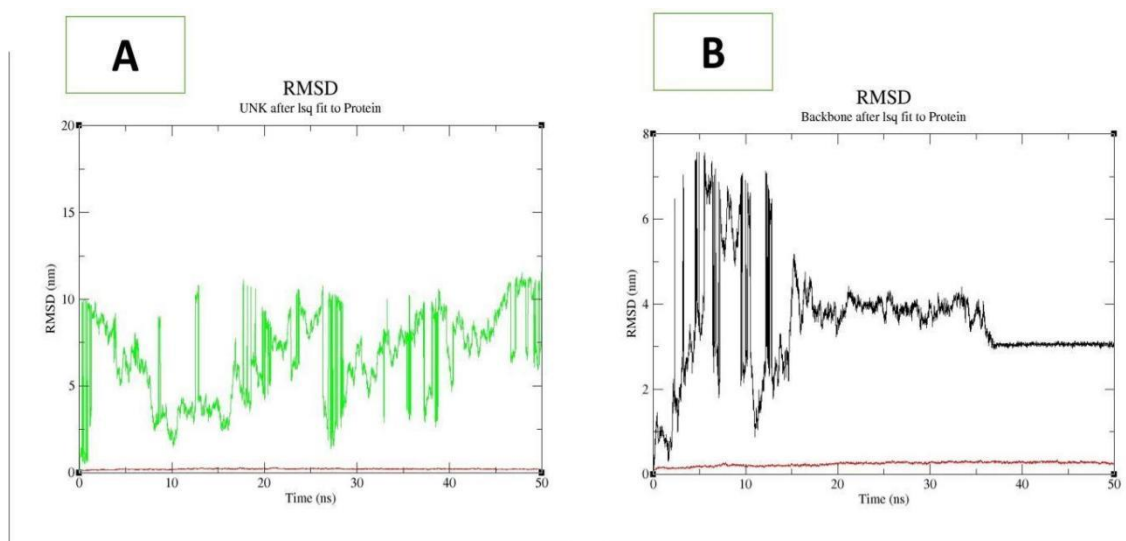 A
RMSD
UNK after lsq fit to Protein
20
15
10
5
0
RMSD (nm)
0 10 20 30 40 50
Time (ns)
B
RMSD
Backbone after lsq fit to Protein
8
6
4
2
0
RMSD (nm)
0 10 20 30 40 50
Time (ns)